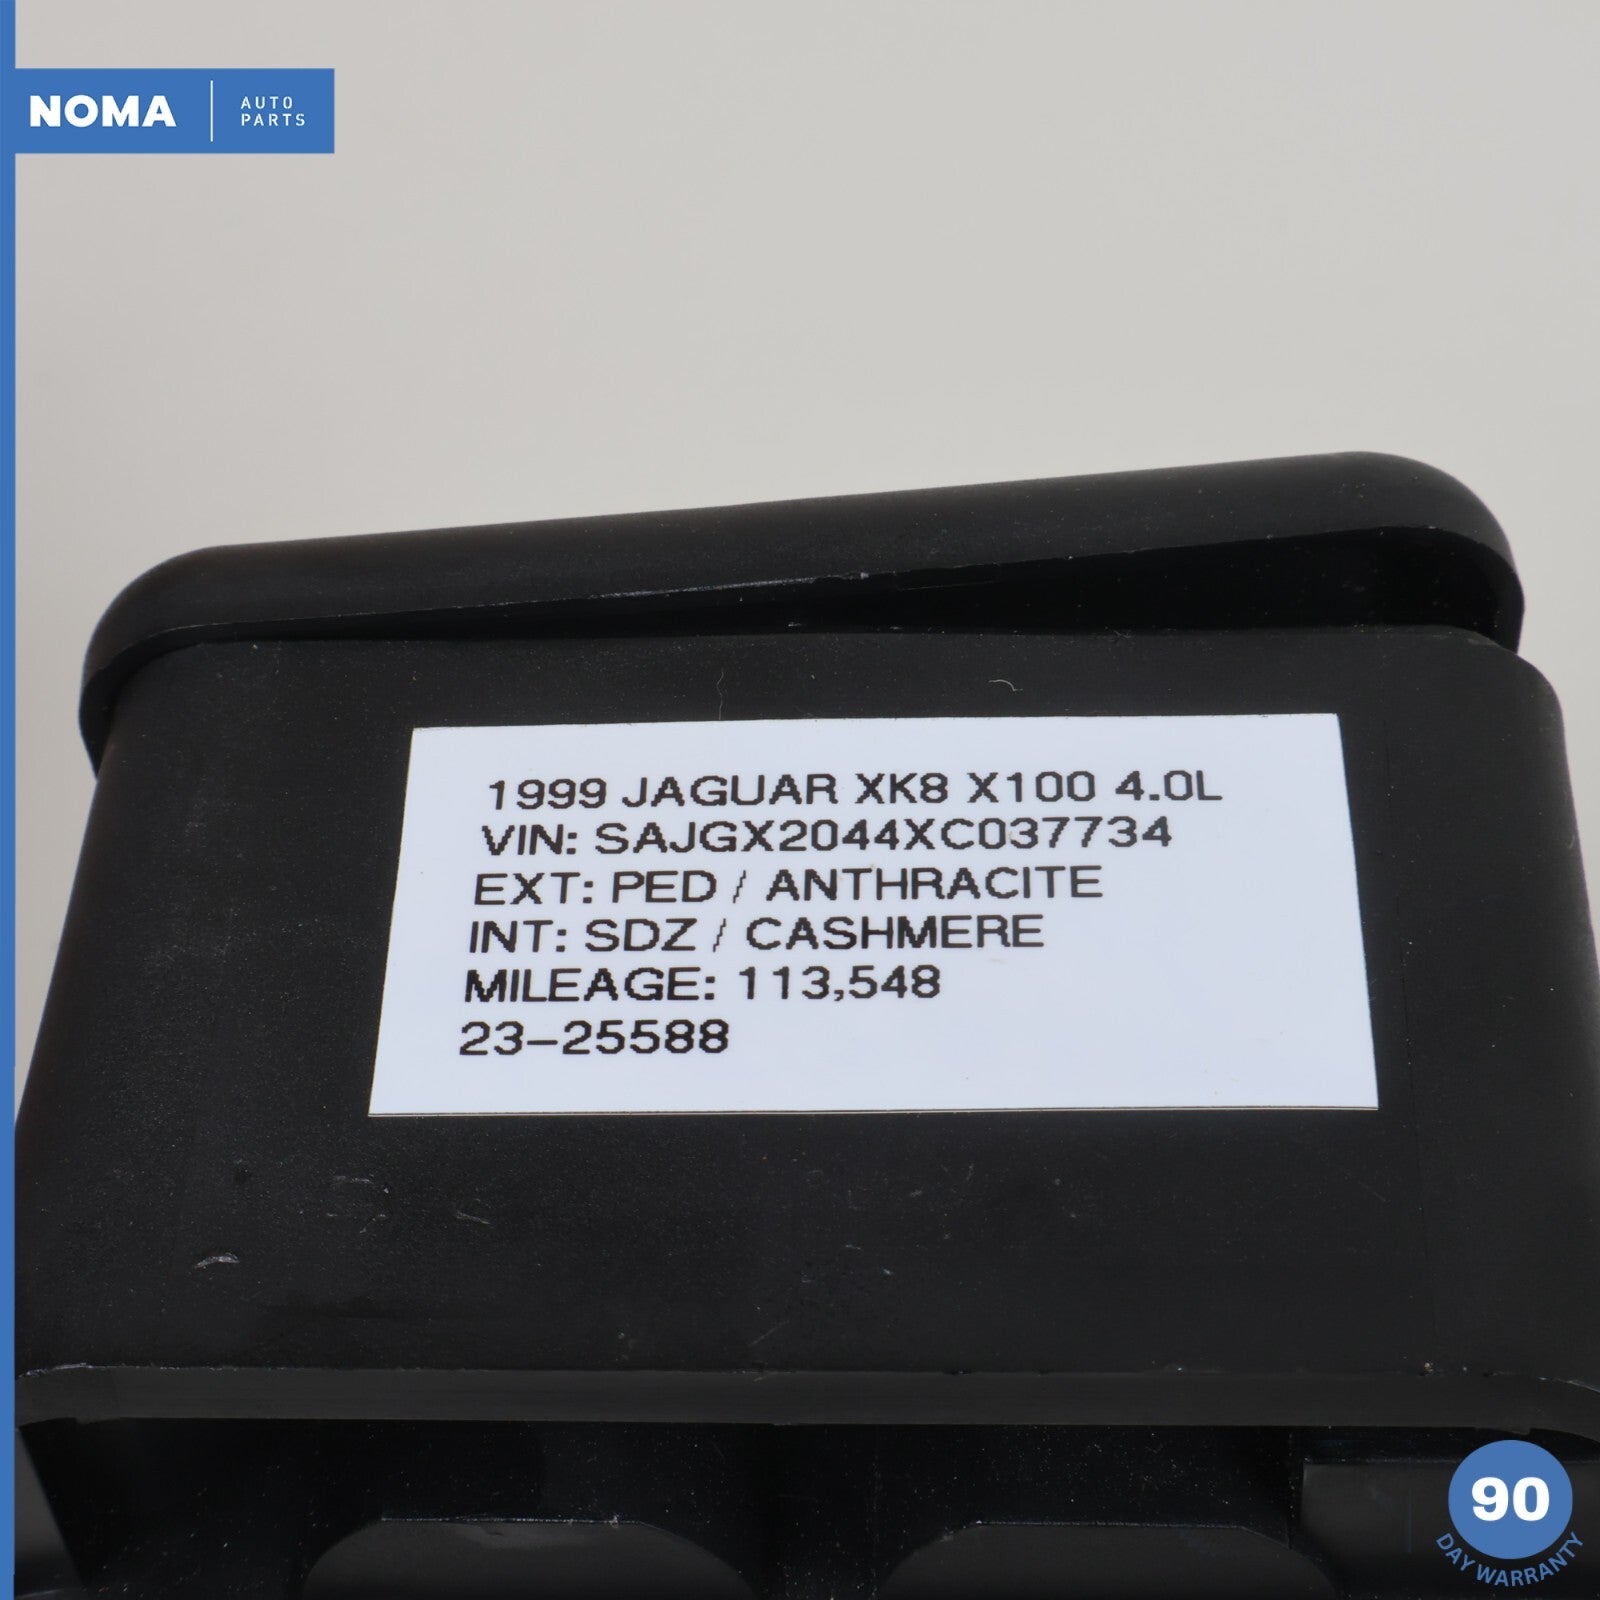 NOMA
AUTO
PARTS
1999 JAGUAR XK8 X100 4.0L
VIN: SAJGX2044XC037734
EXT: PED / ANTHRACITE
INT: SDZ / CASHMERE
MILEAGE: 113,548
23-25588
90
DAY WARRANTY